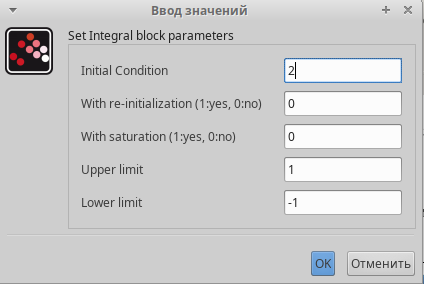 Ввод значений
Set Integral block parameters
Initial Condition 2
With re-initialization (1:yes, 0:no) 0
With saturation (1:yes, 0:no) 0
Upper limit 1
Lower limit -1
OK Отменить